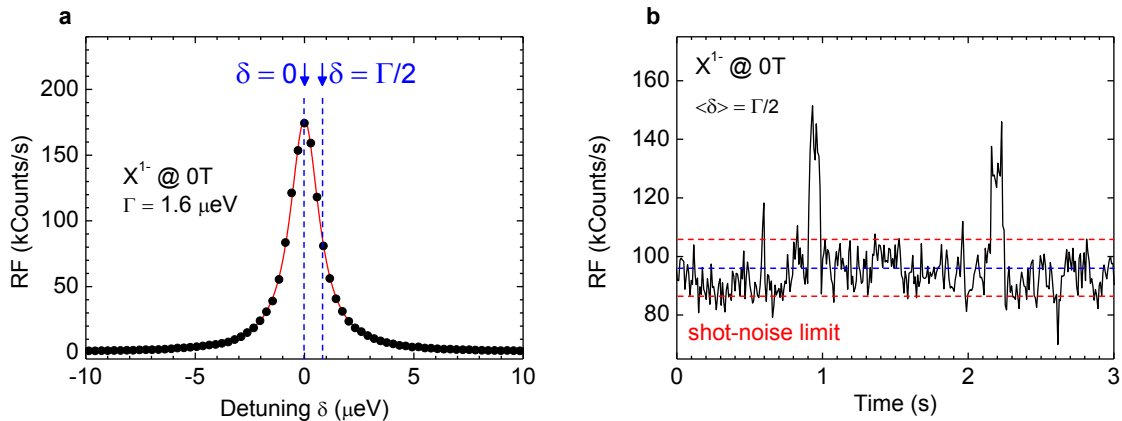 a
RF (kCounts/s)
200
150
100
50
0
δ = 0 δ = Γ/2
X1- @ 0T
Γ = 1.6 μeV
-10 -5 0 5 10
Detuning δ (μeV)
b
RF (kCounts/s)
160
140
120
100
80
X1- @ 0T
<δ> = Γ/2
shot-noise limit
0 1 2 3
Time (s)